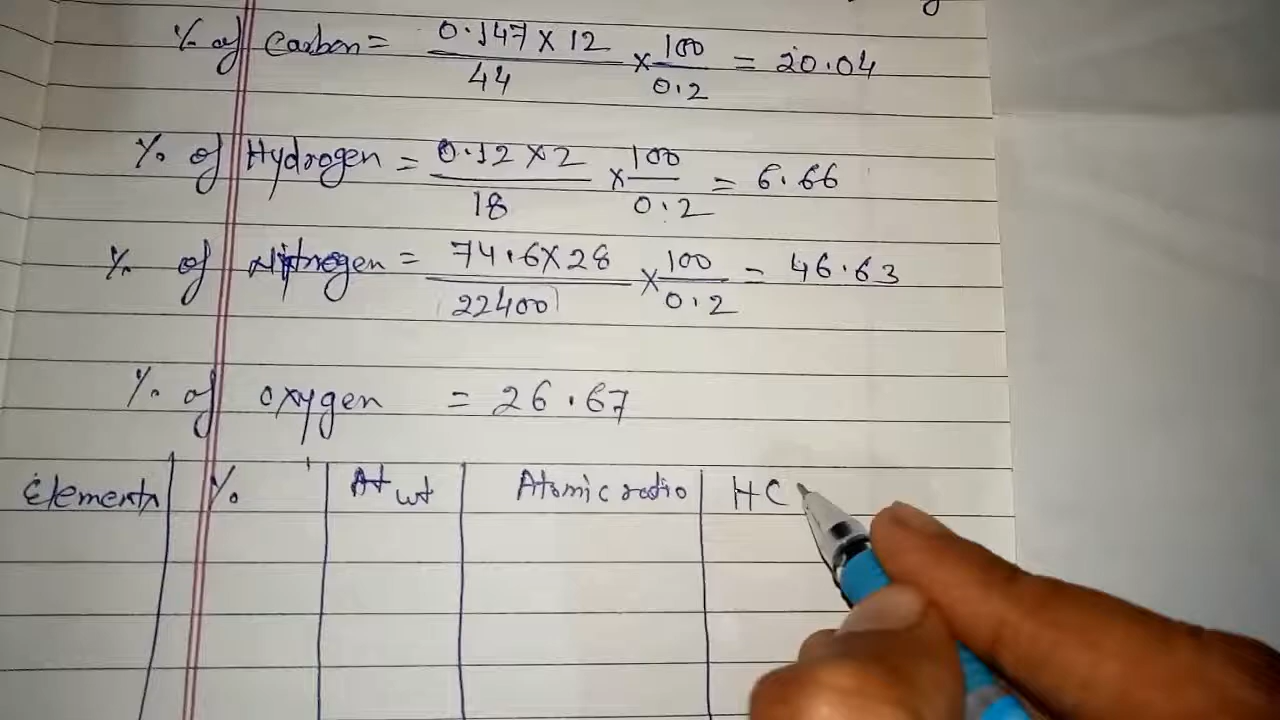 % of Carbon = 0.147 x 12 / 44 x 100 / 0.2 = 20.04
% of Hydrogen = 0.12 x 2 / 18 x 100 / 0.2 = 6.66
% of Nitrogen = 74.6 x 28 / 22400 x 100 / 0.2 = 46.63
% of oxygen = 26.67
Elements % At wt Atomic ratio HC